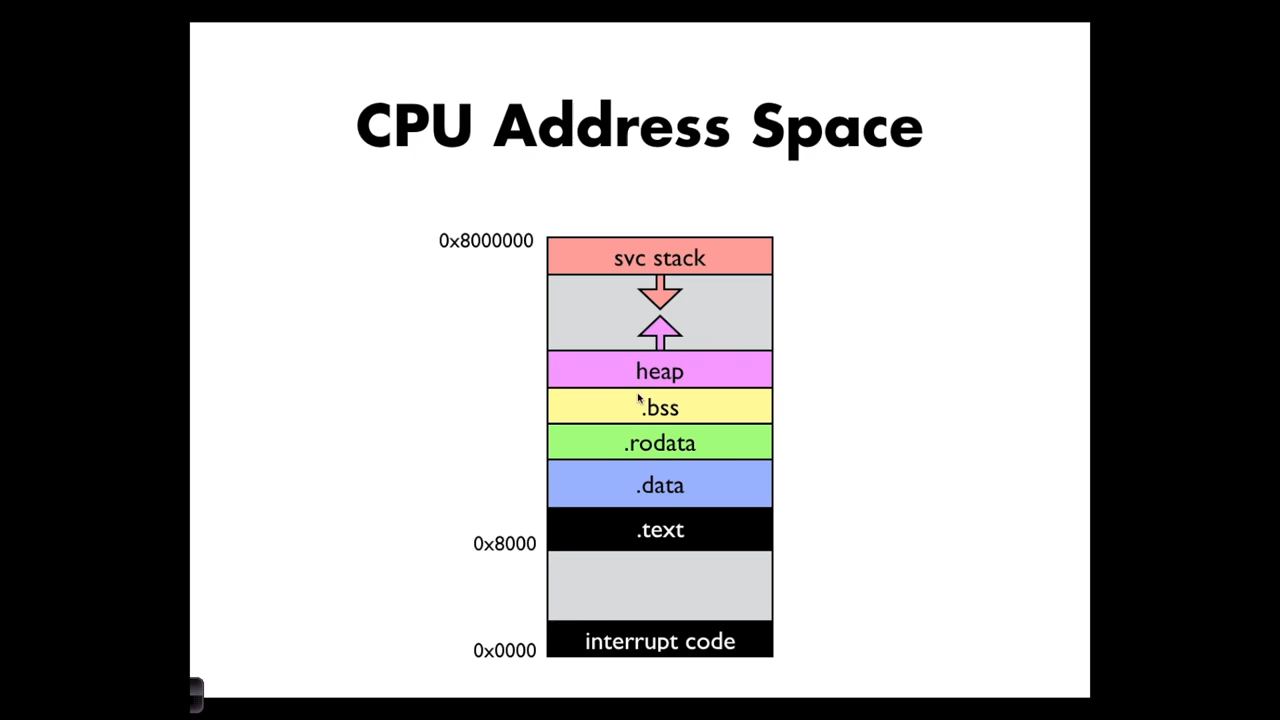 CPU Address Space
0x8000000
svc stack
heap
.bss
.rodata
.data
.text
0x8000
interrupt code
0x0000